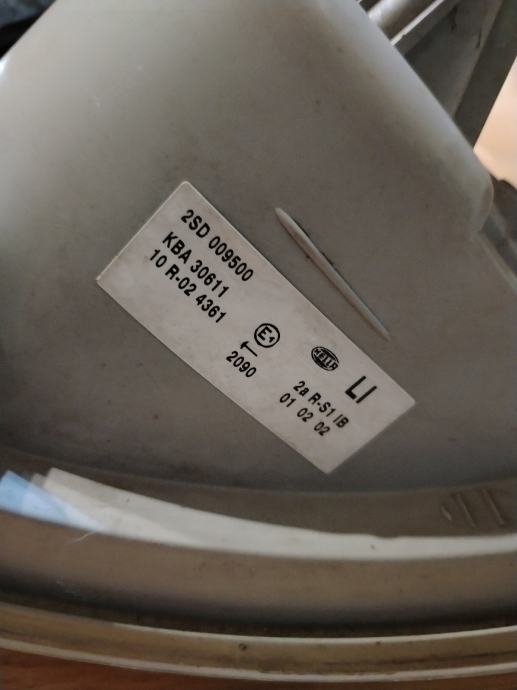 2SD 009500
KBA 30611
10 R-02 4361
E1
←
2090
HELLA
LI
2a R-S1 IB
01 02 02